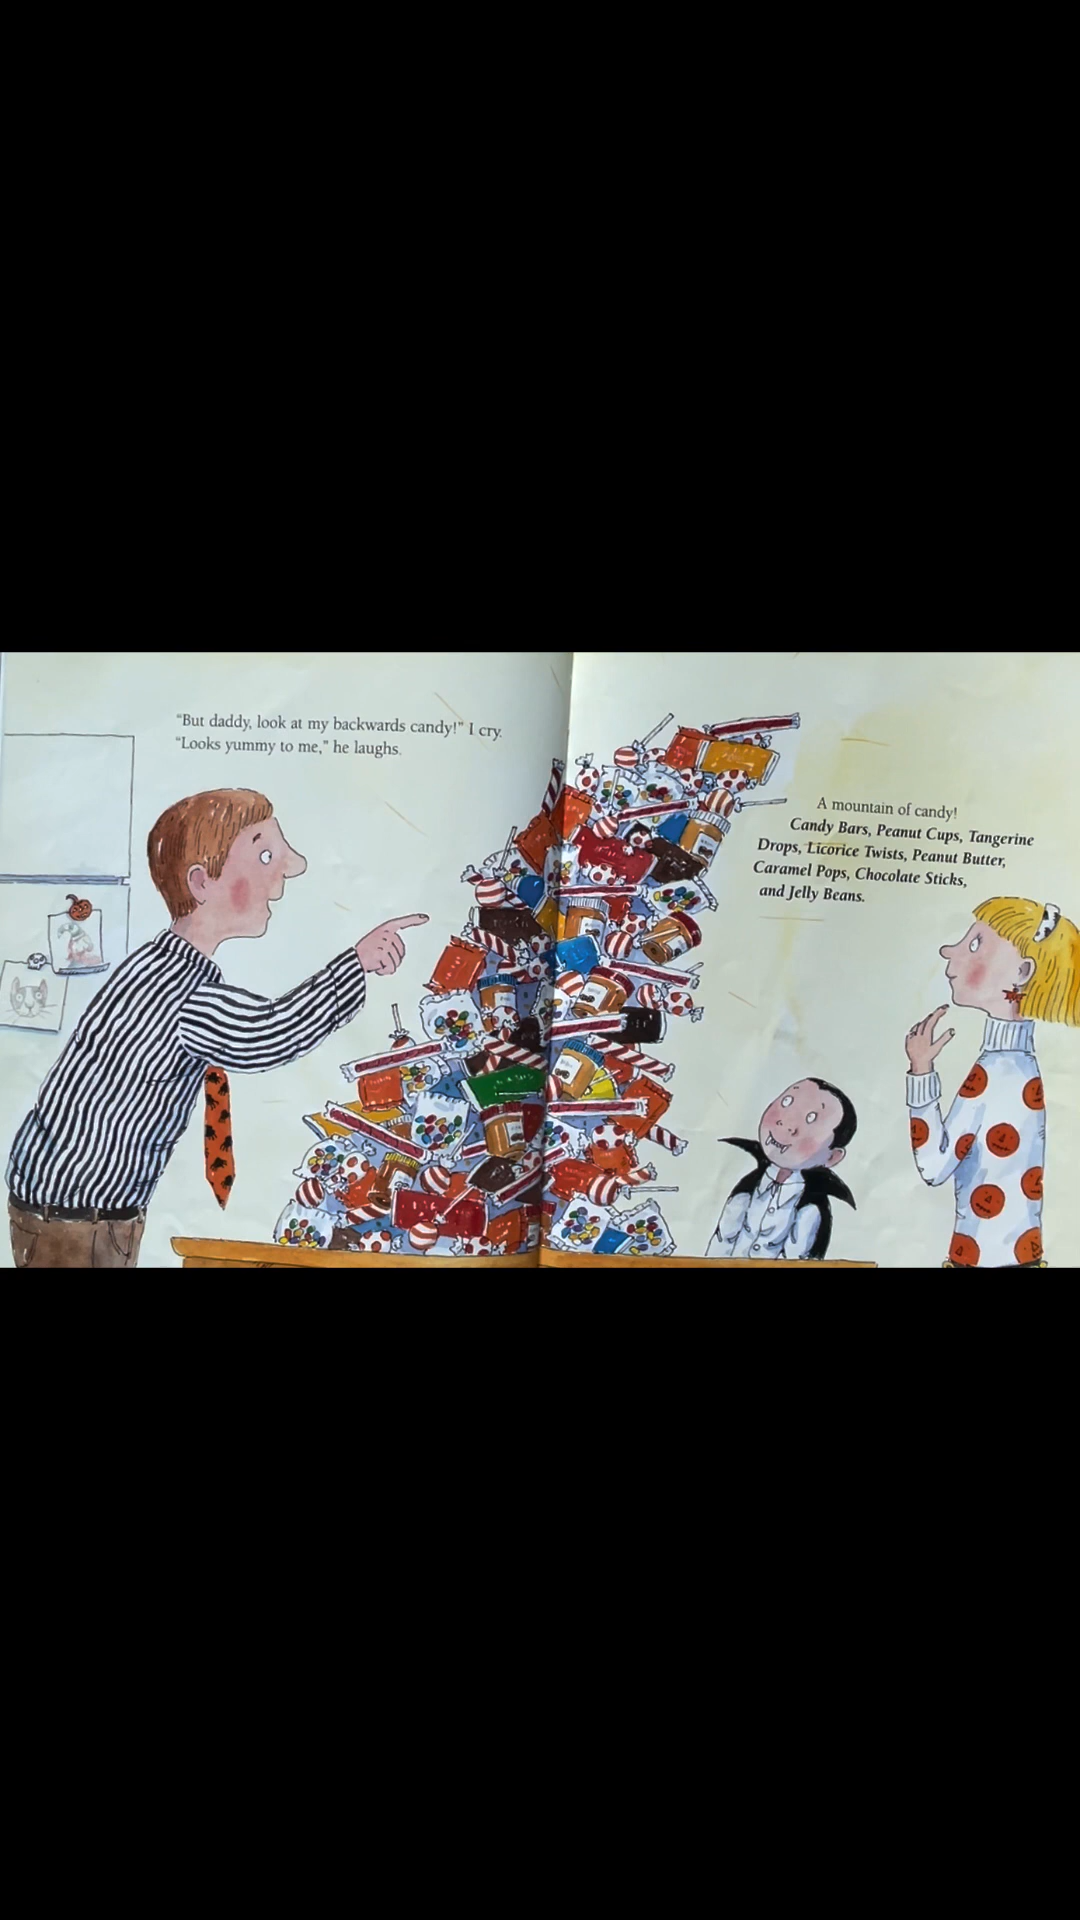 "But daddy, look at my backwards candy!" I cry.
"Looks yummy to me," he laughs.
A mountain of candy!
Candy Bars, Peanut Cups, Tangerine
Drops, Licorice Twists, Peanut Butter,
Caramel Pops, Chocolate Sticks,
and Jelly Beans.